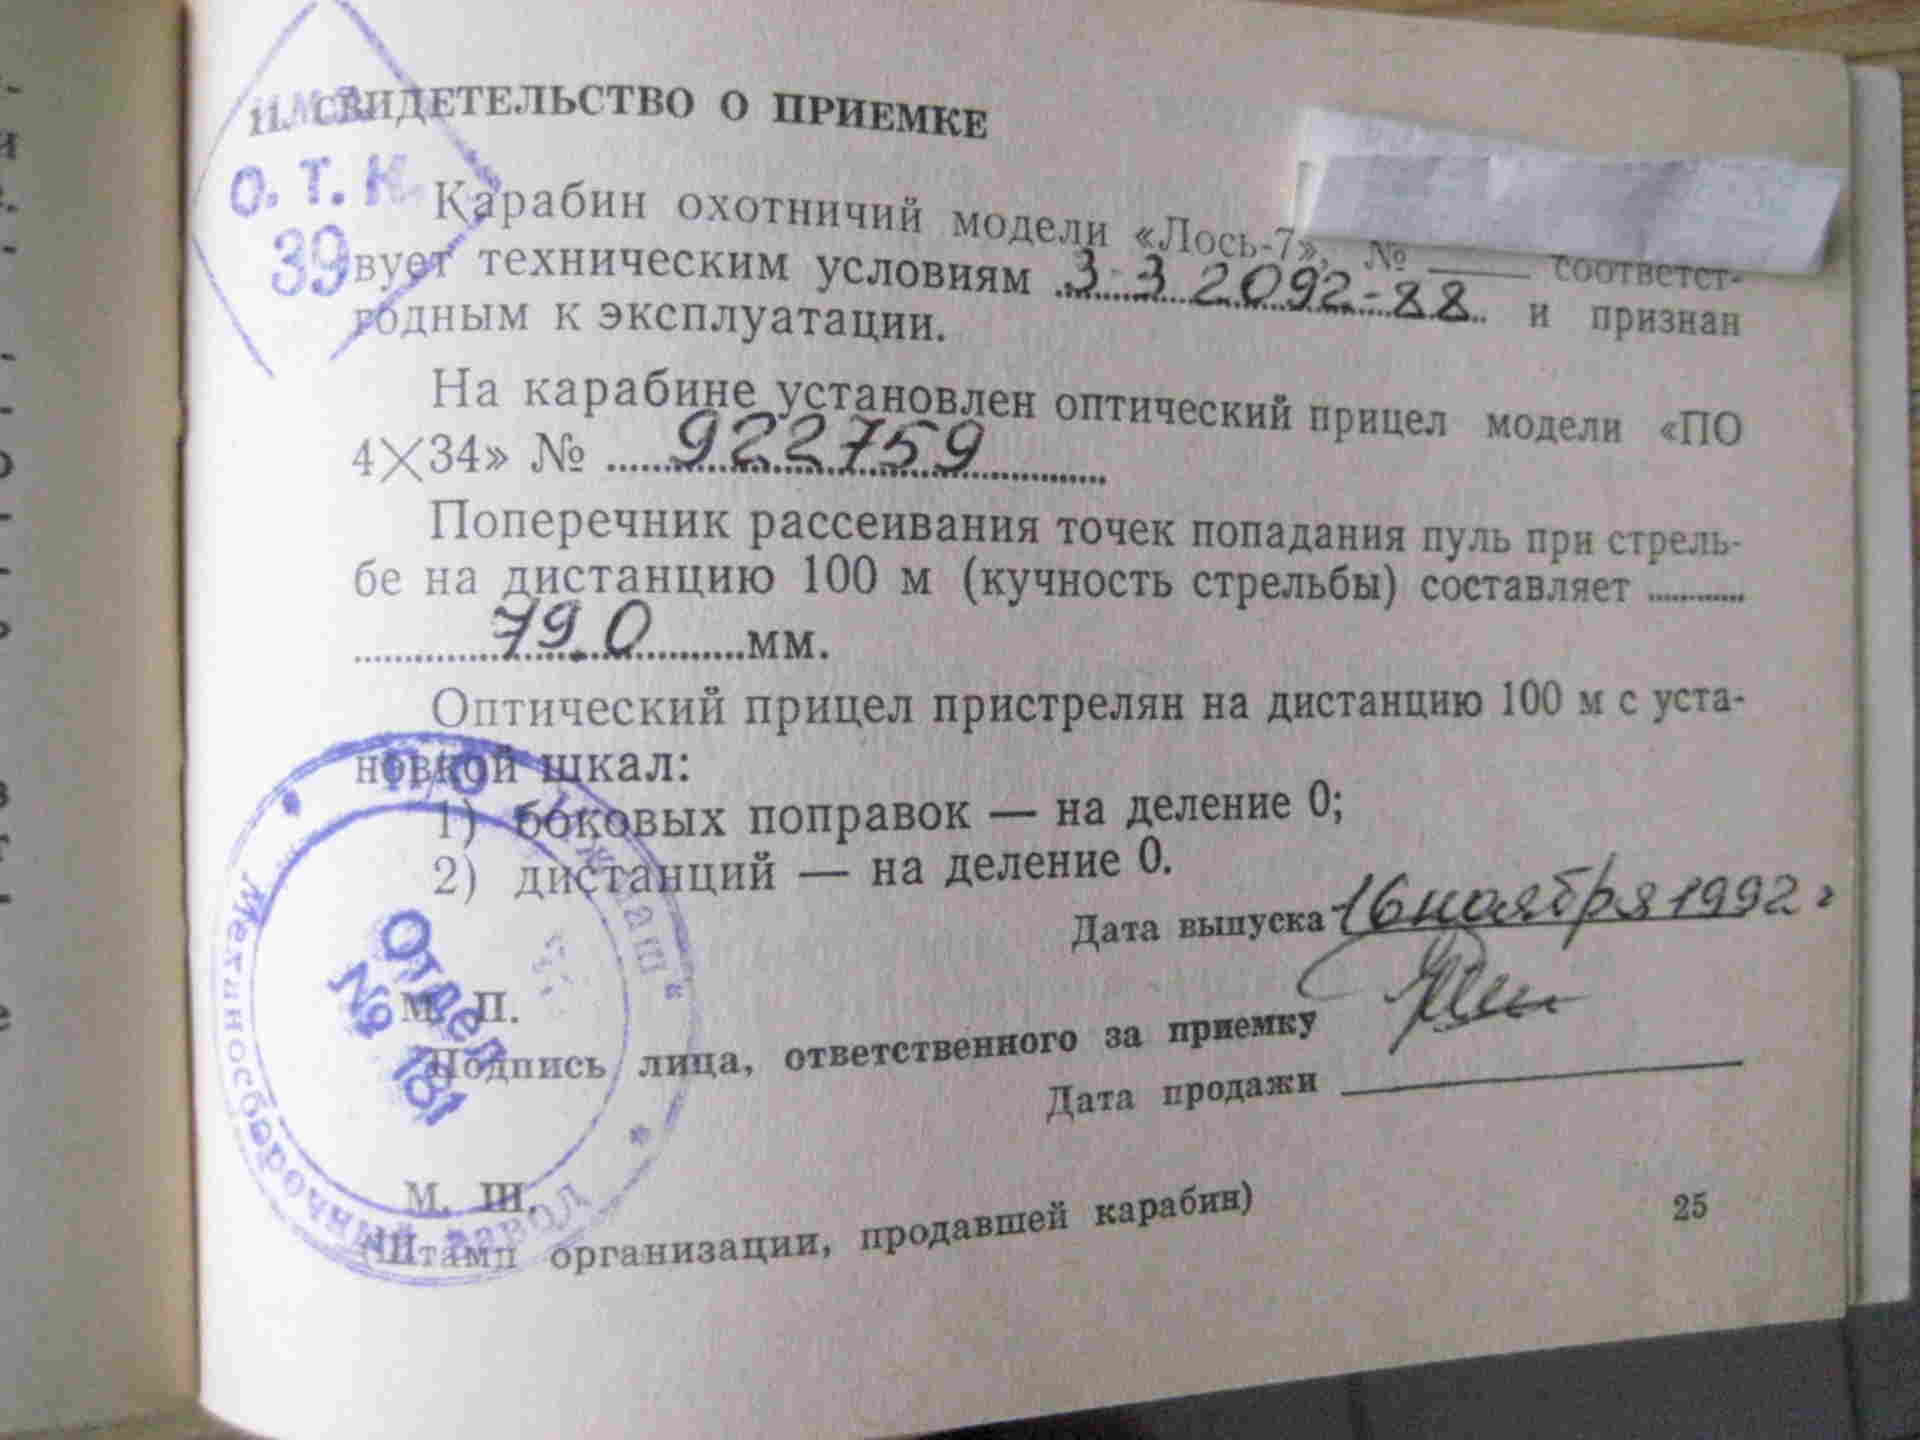 11. СВИДЕТЕЛЬСТВО О ПРИЕМКЕ
О. Т. К.
39
Карабин охотничий модели «Лось-7», № соответст-
вует техническим условиям 3-3 2092-88 и признан
годным к эксплуатации.
На карабине установлен оптический прицел модели «ПО
4×34» № 922759
Поперечник рассеивания точек попадания пуль при стрель-
бе на дистанцию 100 м (кучность стрельбы) составляет
79.0 мм.
Оптический прицел пристрелян на дистанцию 100 м с уста-
новкой шкал:
1) боковых поправок — на деление 0;
2) дистанций — на деление 0.
Дата выпуска 16 ноября 1992 г
М. П.
Подпись лица, ответственного за приемку
Дата продажи
М. Ш.
(Штамп организации, продавшей карабин)
25
П/О "Ижмаш"
Механосборочный завод
Отдел
№ 181